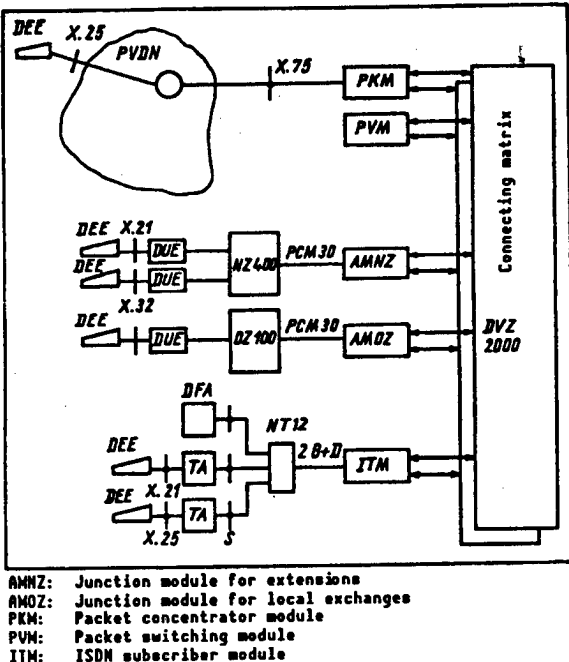 DEE X.25
PVDN
X.75
PKM
PVM
Connecting matrix
DEE X.21
DUE
DEE
DUE
NZ400
PCM30
AMNZ
X.32
DEE
DUE
OZ100
PCM30
AMOZ
DVZ
2000
DFA
NT12
DEE
TA
2B+D
ITM
X.21
DEE
TA
X.25
S
AMNZ: Junction module for extensions
AMOZ: Junction module for local exchanges
PKM: Packet concentrator module
PVM: Packet switching module
ITM: ISDN subscriber module